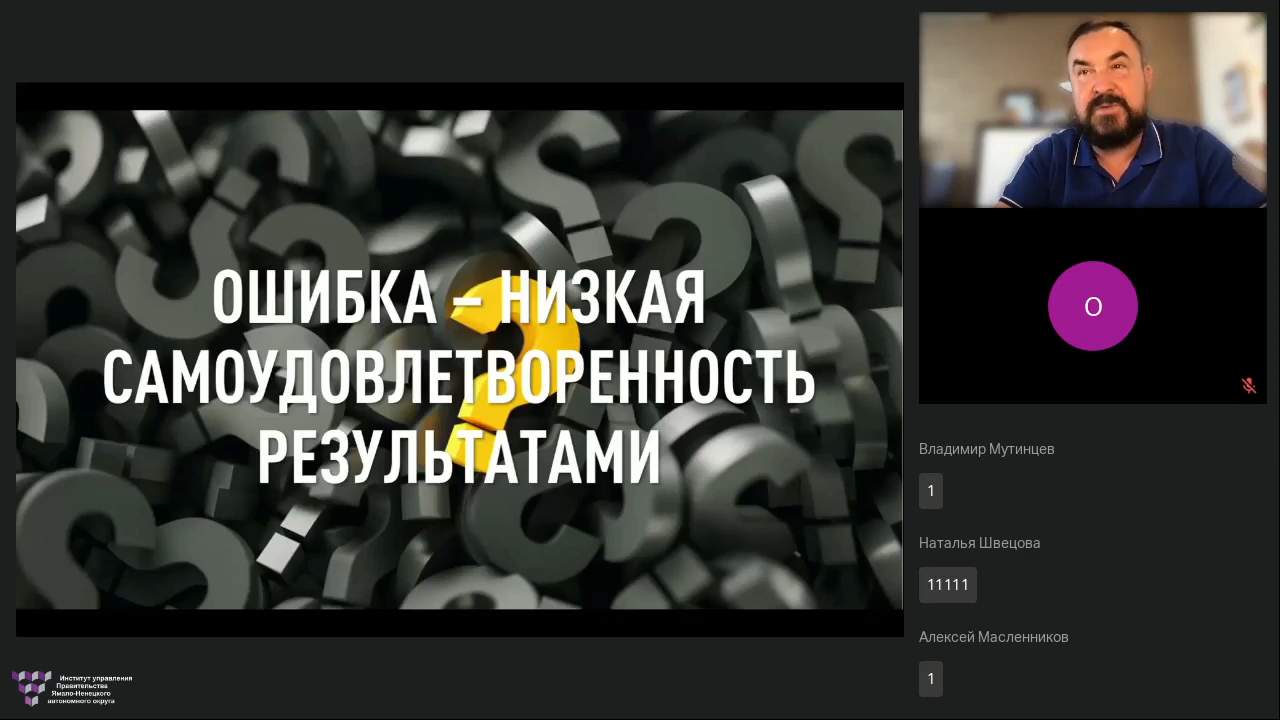 ОШИБКА – НИЗКАЯ
САМОУДОВЛЕТВОРЕННОСТЬ
РЕЗУЛЬТАТАМИ
О
Владимир Мутинцев
1
Наталья Швецова
11111
Алексей Масленников
1
Институт управления
Правительства
Ямало-Ненецкого
автономного округа